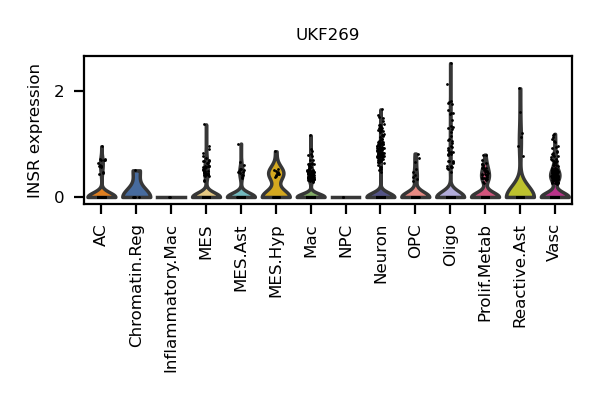 UKF269
INSR expression
2
0
AC
Chromatin.Reg
Inflammatory.Mac
MES
MES.Ast
MES.Hyp
Mac
NPC
Neuron
OPC
Oligo
Prolif.Metab
Reactive.Ast
Vasc